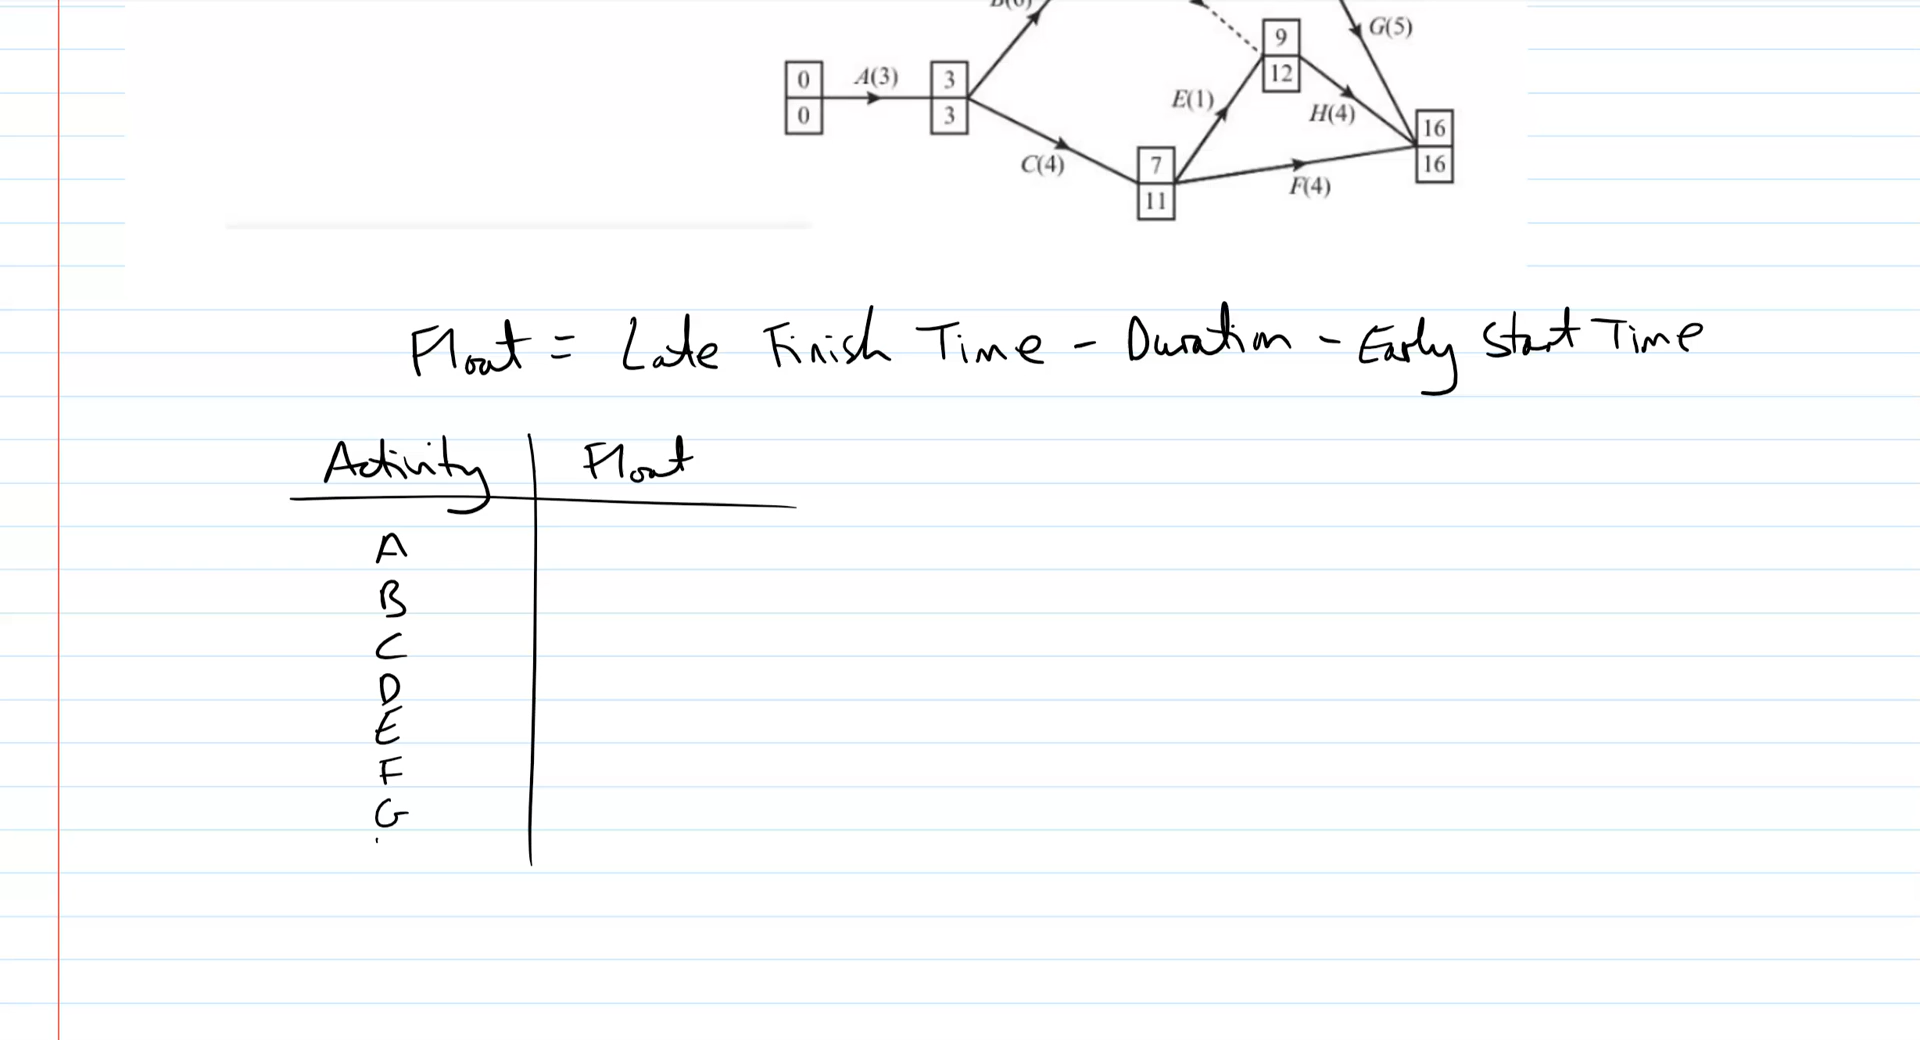 B(6)
G(5)
9
12
0
0
A(3)
3
3
E(1)
H(4)
16
16
C(4)
7
11
F(4)
Float = Late Finish Time - Duration - Early Start Time
Activity Float
A
B
C
D
E
F
G